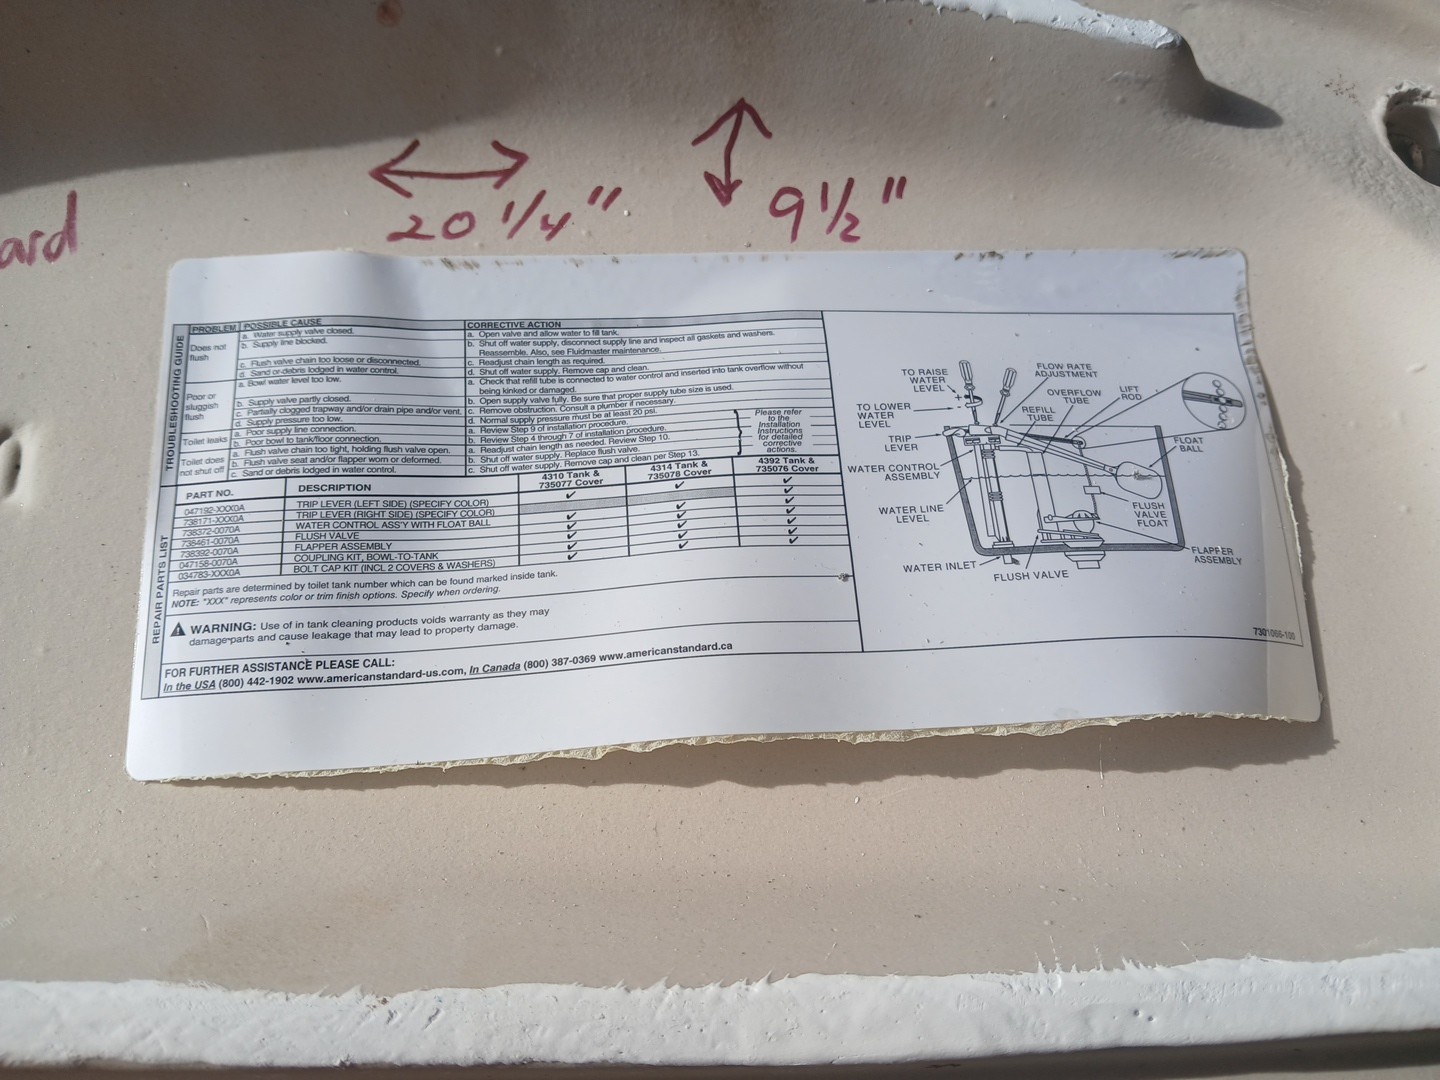 ard
20 1/4"
9 1/2"
TROUBLESHOOTING GUIDE
PROBLEM POSSIBLE CAUSE CORRECTIVE ACTION
Does not flush
a. Water supply valve closed. a. Open valve and allow water to fill tank.
b. Supply line blocked. b. Shut off water supply, disconnect supply line and inspect all gaskets and washers.
Reassemble. Also, see Fluidmaster maintenance.
c. Flush valve chain too loose or disconnected. c. Readjust chain length as required.
d. Sand or debris lodged in water control. d. Shut off water supply. Remove cap and clean.
Poor or sluggish flush
a. Bowl water level too low. a. Check that refill tube is connected to water control and inserted into tank overflow without
being kinked or damaged.
b. Supply valve partly closed. b. Open supply valve fully. Be sure that proper supply tube size is used.
c. Partially clogged trapway and/or drain pipe and/or vent. c. Remove obstruction. Consult a plumber if necessary.
d. Supply pressure too low. d. Normal supply pressure must be at least 20 psi.
Toilet leaks
a. Poor supply line connection. a. Review Step 9 of installation procedure.
b. Poor bowl to tank/floor connection. b. Review Step 4 through 7 of installation procedure.
Toilet does not shut off
a. Flush valve chain too tight, holding flush valve open. a. Readjust chain length as needed. Review Step 10.
b. Flush valve seat and/or flapper worn or deformed. b. Shut off water supply. Replace flush valve.
c. Sand or debris lodged in water control. c. Shut off water supply. Remove cap and clean per Step 13.
Please refer
to the
Installation
Instructions
for detailed
corrective
actions.
REPAIR PARTS LIST
PART NO. DESCRIPTION 4310 Tank & 735077 Cover 4314 Tank & 735078 Cover 4392 Tank & 735076 Cover
047192-XXX0A TRIP LEVER (LEFT SIDE) (SPECIFY COLOR) ✓ ✓ ✓
738171-XXX0A TRIP LEVER (RIGHT SIDE) (SPECIFY COLOR) ✓
738372-0070A WATER CONTROL ASS'Y WITH FLOAT BALL ✓ ✓ ✓
738461-0070A FLUSH VALVE ✓ ✓ ✓
738392-0070A FLAPPER ASSEMBLY ✓ ✓ ✓
047158-0070A COUPLING KIT, BOWL-TO-TANK ✓ ✓ ✓
034783-XXX0A BOLT CAP KIT (INCL 2 COVERS & WASHERS) ✓ ✓ ✓
Repair parts are determined by toilet tank number which can be found marked inside tank.
NOTE: "XXX" represents color or trim finish options. Specify when ordering.
WARNING: Use of in tank cleaning products voids warranty as they may
damage parts and cause leakage that may lead to property damage.
FOR FURTHER ASSISTANCE PLEASE CALL:
In the USA (800) 442-1902 www.americanstandard-us.com, In Canada (800) 387-0369 www.americanstandard.ca
TO RAISE
WATER
LEVEL
TO LOWER
WATER
LEVEL
TRIP
LEVER
WATER CONTROL
ASSEMBLY
WATER LINE
LEVEL
WATER INLET
FLUSH VALVE
FLOW RATE
ADJUSTMENT
OVERFLOW
TUBE
REFILL
TUBE
LIFT
ROD
FLOAT
BALL
FLUSH
VALVE
FLOAT
FLAPPER
ASSEMBLY
7301066-100